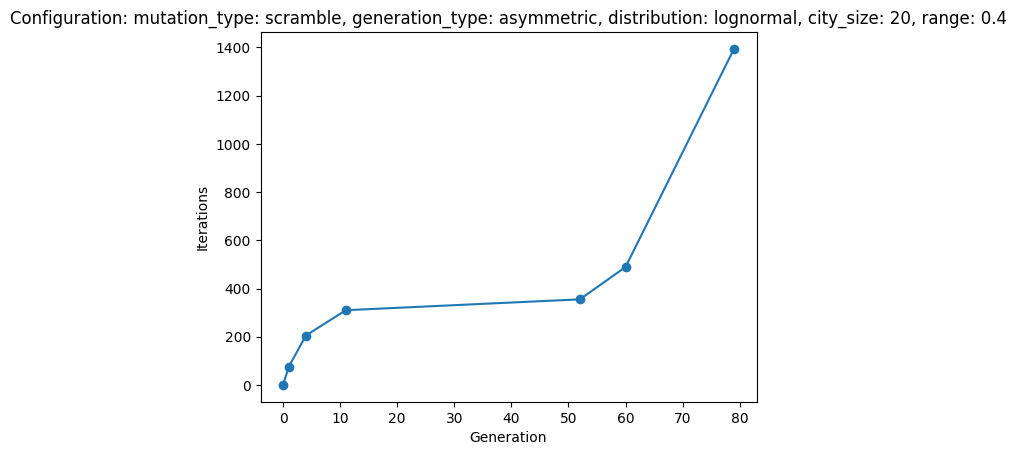 Configuration: mutation_type: scramble, generation_type: asymmetric, distribution: lognormal, city_size: 20, range: 0.4
1400
1200
1000
800
600
400
200
0
Iterations
0 10 20 30 40 50 60 70 80
Generation